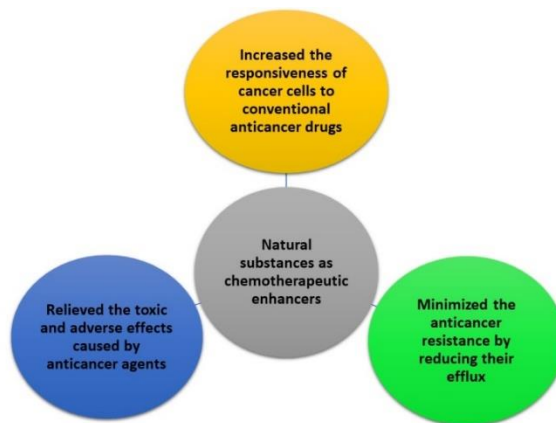 Increased the
responsiveness of
cancer cells to
conventional
anticancer drugs
Natural
substances as
chemotherapeutic
enhancers
Relieved the toxic
and adverse effects
caused by
anticancer agents
Minimized the
anticancer
resistance by
reducing their
efflux